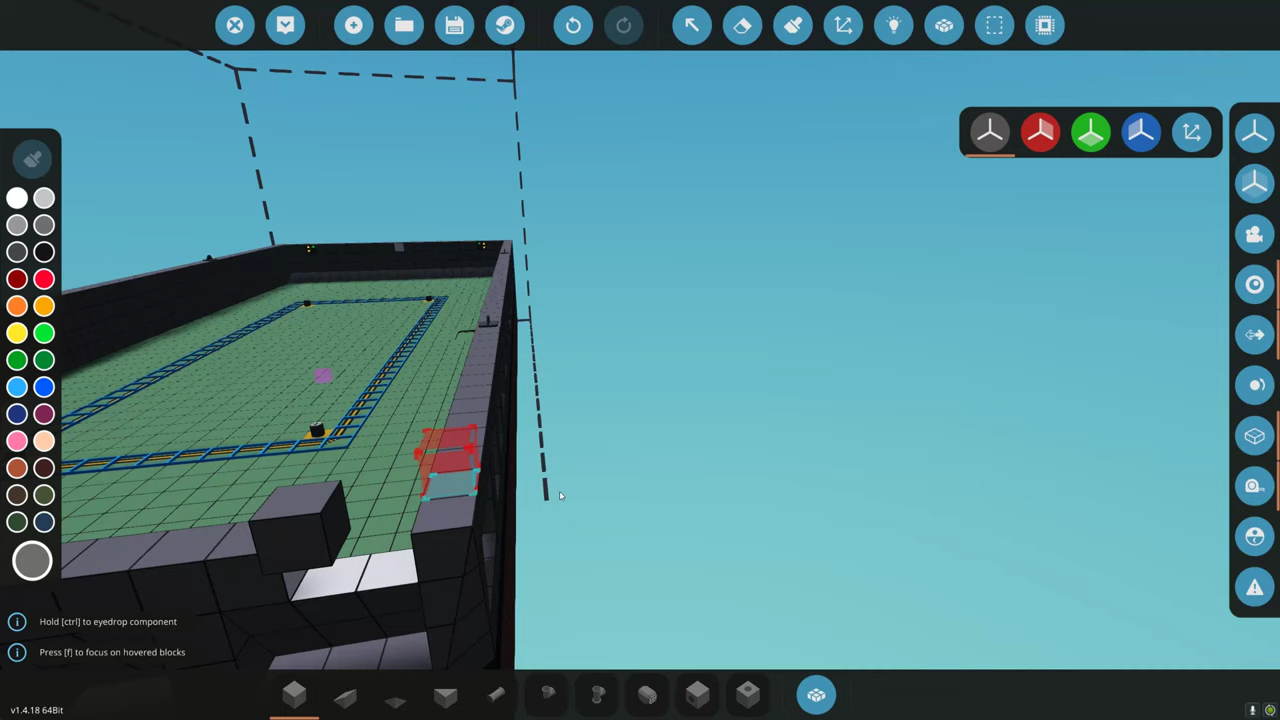 Hold [ctrl] to eyedrop component
Press [f] to focus on hovered blocks
v1.4.18 64Bit